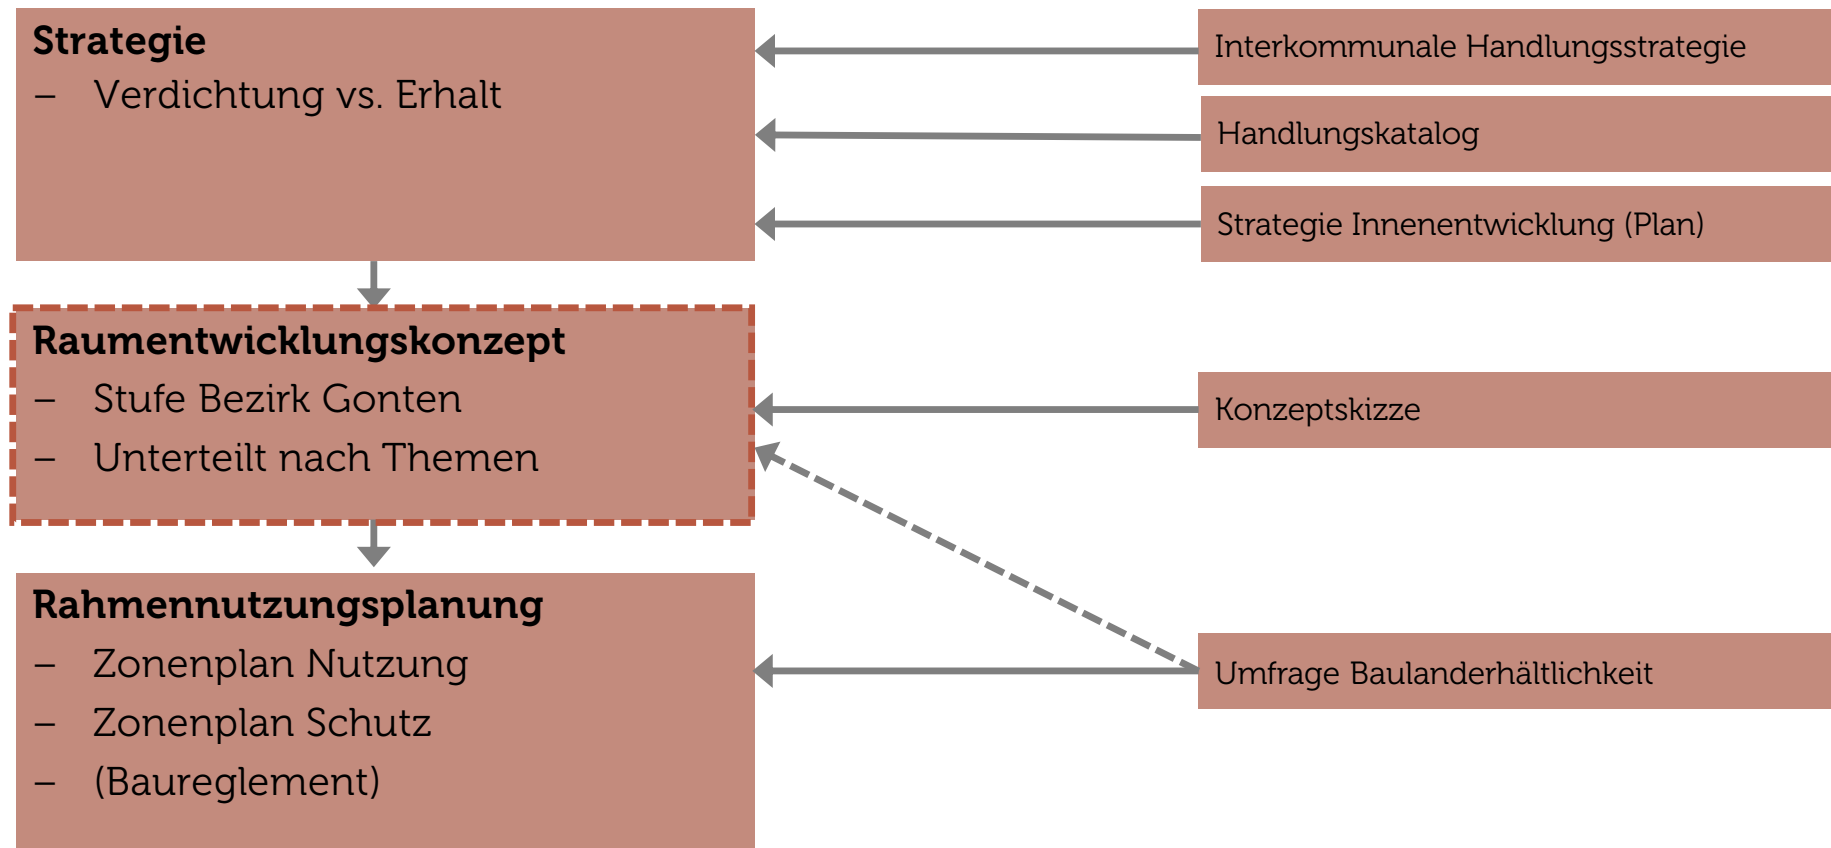 Strategie
– Verdichtung vs. Erhalt
Interkommunale Handlungsstrategie
Handlungskatalog
Strategie Innenentwicklung (Plan)
Raumentwicklungskonzept
– Stufe Bezirk Gonten
– Unterteilt nach Themen
Konzeptskizze
Rahmennutzungsplanung
– Zonenplan Nutzung
– Zonenplan Schutz
– (Baureglement)
Umfrage Baulanderhältlichkeit